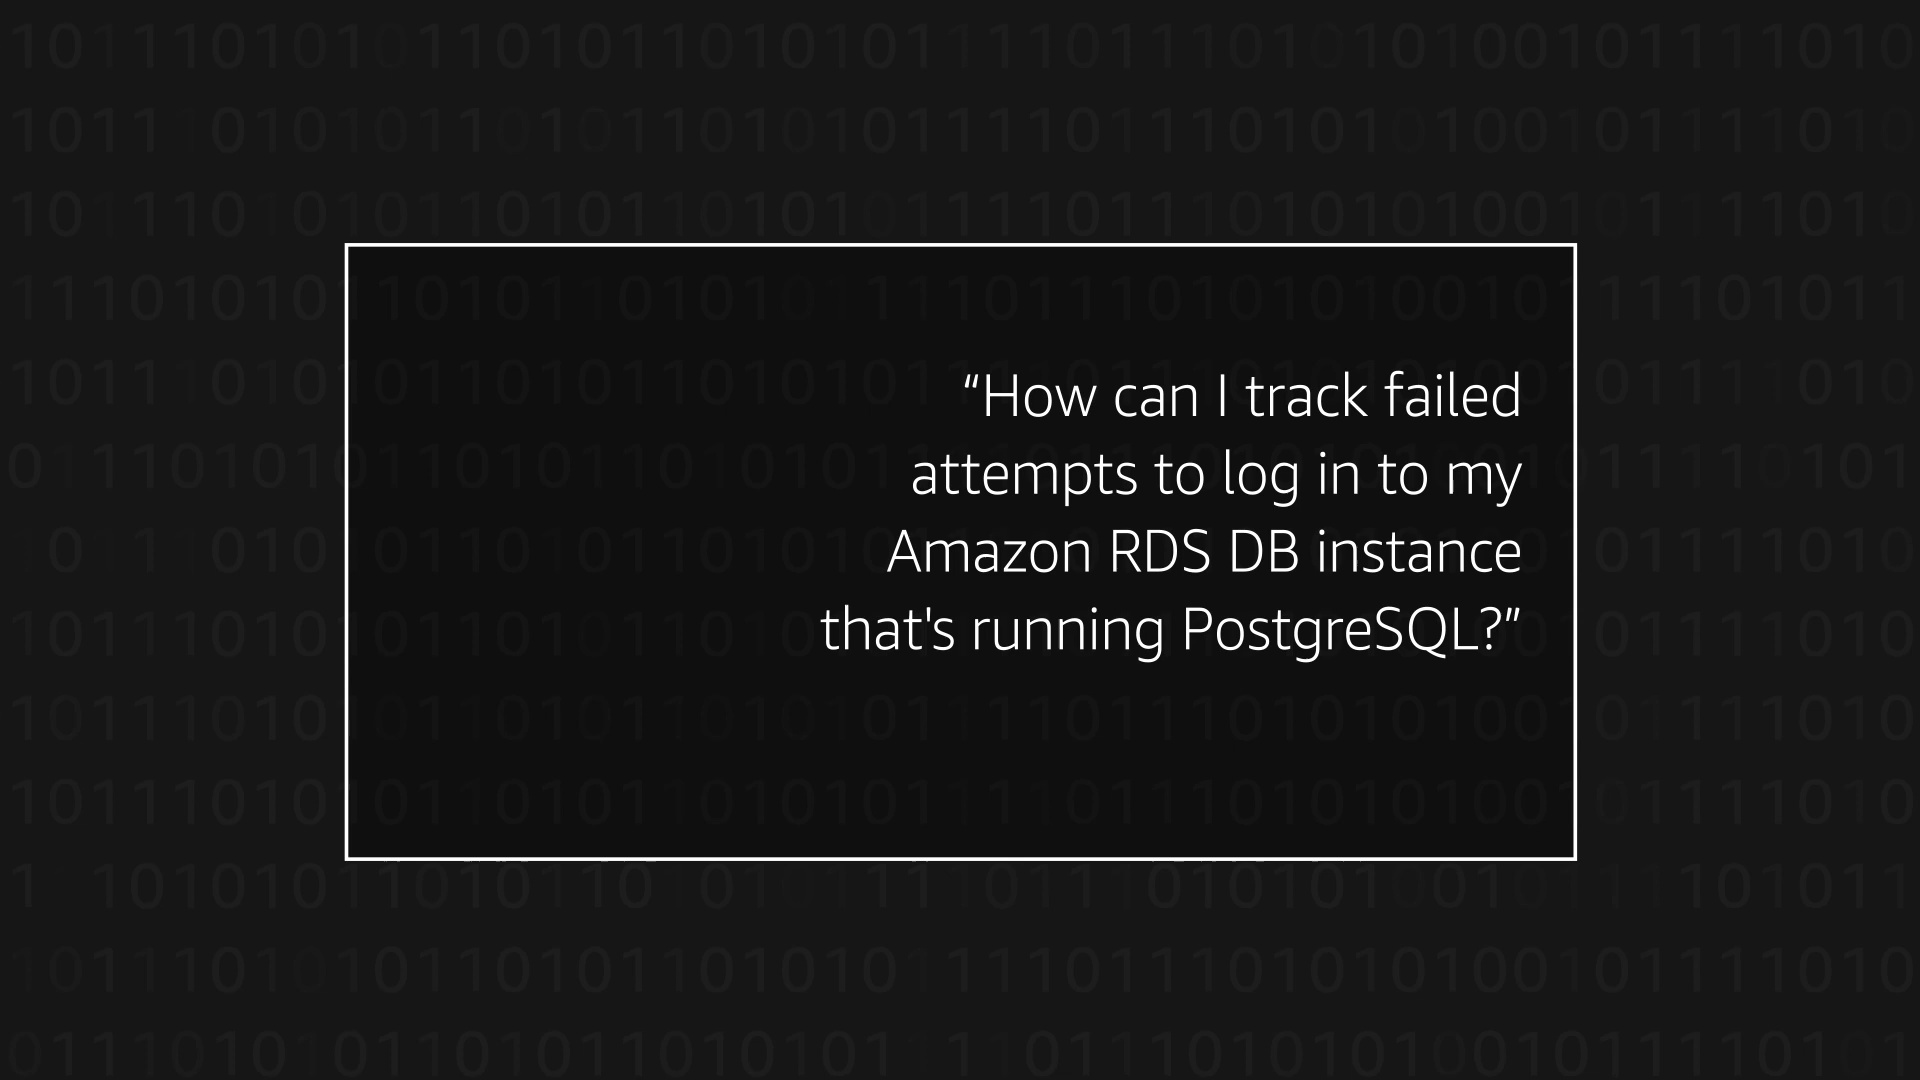 “How can I track failed
attempts to log in to my
Amazon RDS DB instance
that's running PostgreSQL?”